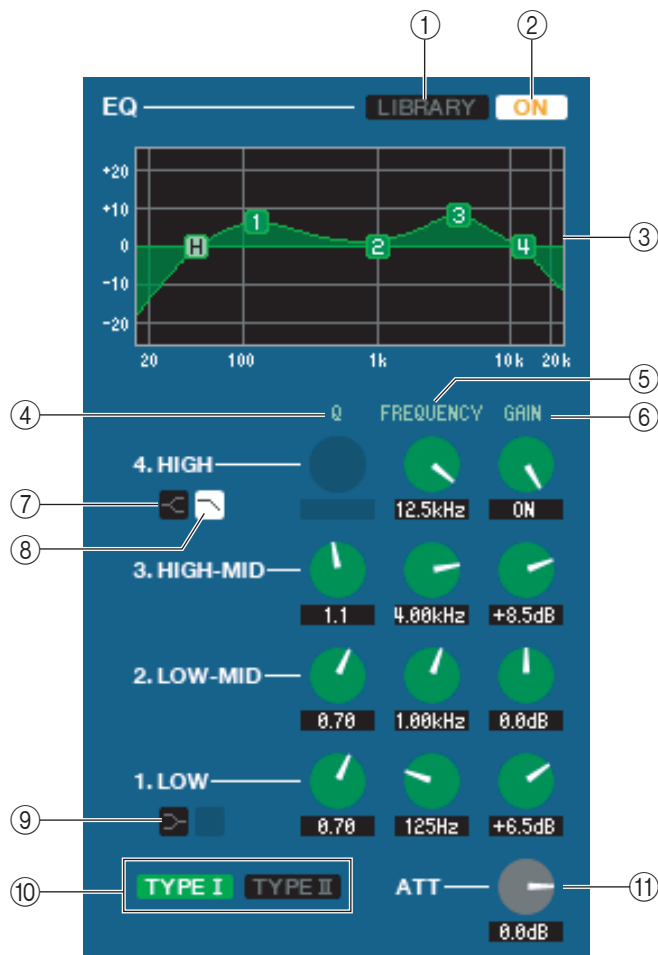 ① ②
EQ LIBRARY ON
+20
+10
1 3
0 H 2 4 ③
-10
-20
20 100 1k 10k 20k
⑤
④ Q FREQUENCY GAIN ⑥
4. HIGH
⑦ 12.5kHz ON
⑧
3. HIGH-MID
1.1 4.00kHz +8.5dB
2. LOW-MID
0.70 1.00kHz 0.0dB
1. LOW
⑨ 0.70 125Hz +6.5dB
⑩ TYPE I TYPE II ATT ⑪
0.0dB